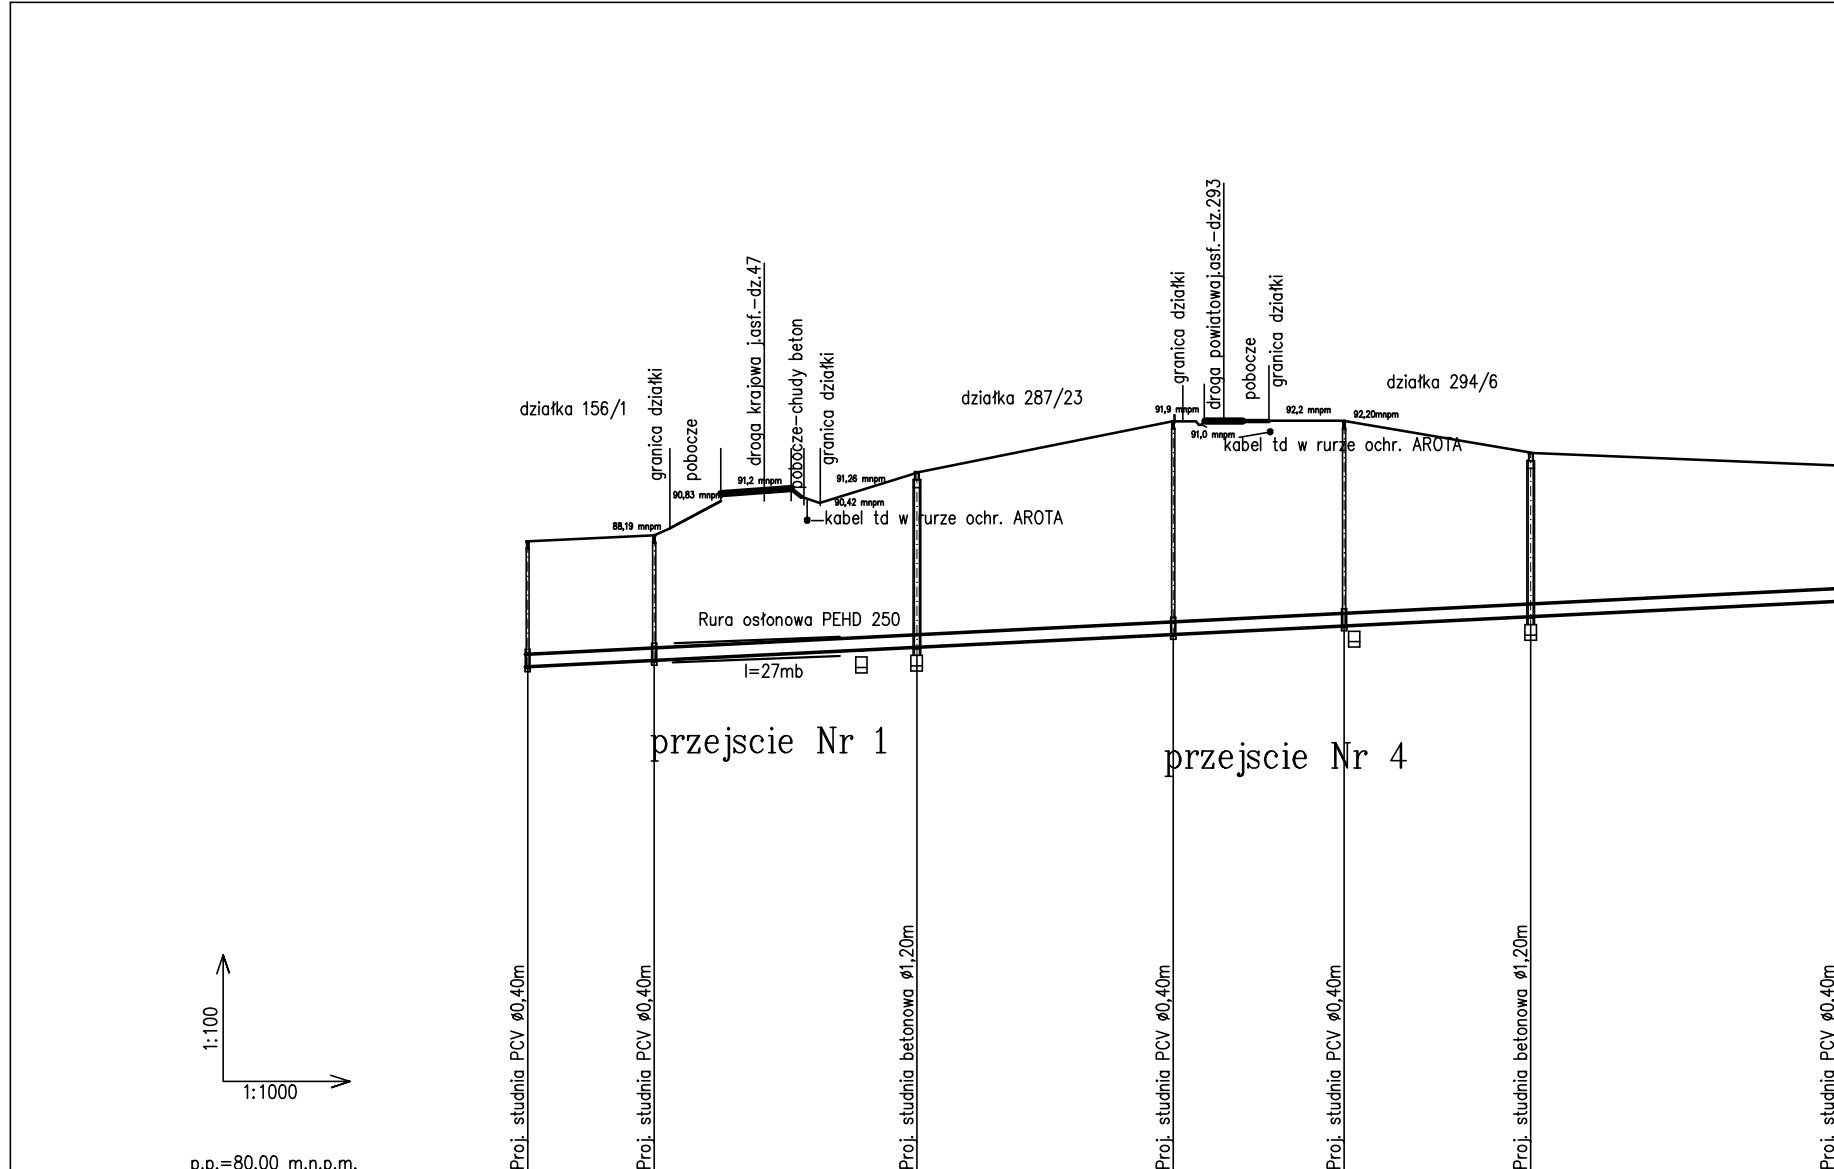 droga powiatowaj.asf.-dz.293
droga krajowa j.asf.-dz.47
granica działki
granica działki
pobocze
pobocze-chudy beton
granica działki
granica działki
pobocze
działka 156/1
działka 287/23
działka 294/6
91,9 mnpm
92,2 mnpm
92,20mnpm
91,0 mnpm
kabel td w rurze ochr. AROTA
91,2 mnpm
91,26 mnpm
90,83 mnpm
90,42 mnpm
kabel td w rurze ochr. AROTA
88,19 mnpm
Rura osłonowa PEHD 250
l=27mb
przejscie Nr 1
przejscie Nr 4
Proj. studnia PCV ø0,40m
Proj. studnia PCV ø0,40m
Proj. studnia betonowa ø1,20m
Proj. studnia PCV ø0,40m
Proj. studnia PCV ø0,40m
Proj. studnia betonowa ø1,20m
Proj. studnia PCV ø0,40m
1:100
1:1000
p.p.=80,00 m.n.p.m.